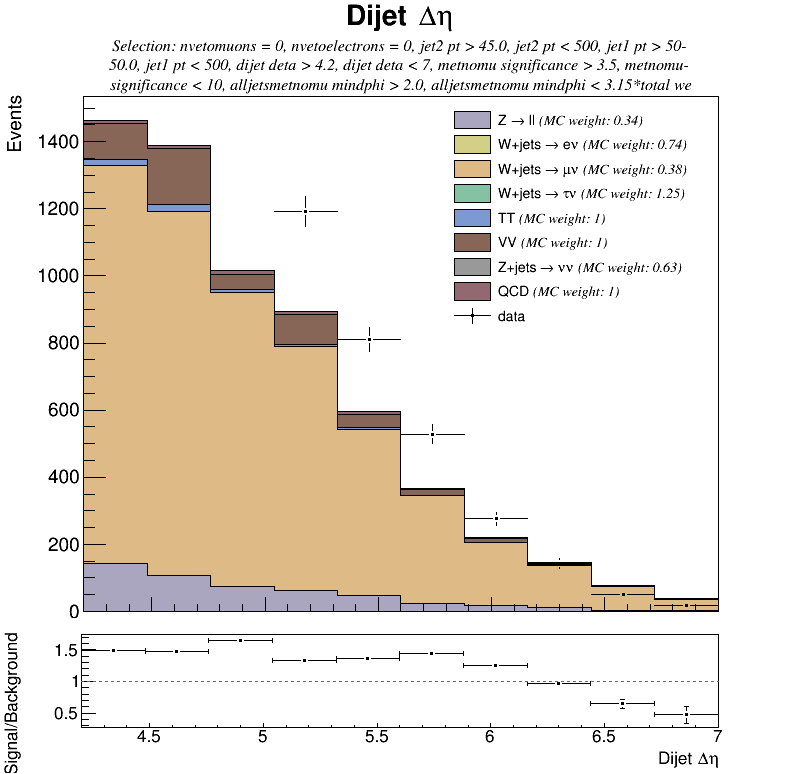 Dijet Δη
Selection: nvetomuons = 0, nvetoelectrons = 0, jet2 pt > 45.0, jet2 pt < 500, jet1 pt > 50-
50.0, jet1 pt < 500, dijet deta > 4.2, dijet deta < 7, metnomu significance > 3.5, metnomu-
significance < 10, alljetsmetnomu mindphi > 2.0, alljetsmetnomu mindphi < 3.15*total we
Events
1400
1200
1000
800
600
400
200
0
Z → ll (MC weight: 0.34)
W+jets → eν (MC weight: 0.74)
W+jets → μν (MC weight: 0.38)
W+jets → τν (MC weight: 1.25)
TT (MC weight: 1)
VV (MC weight: 1)
Z+jets → νν (MC weight: 0.63)
QCD (MC weight: 1)
data
Signal/Background
1.5
1
0.5
4.5 5 5.5 6 6.5 7
Dijet Δη